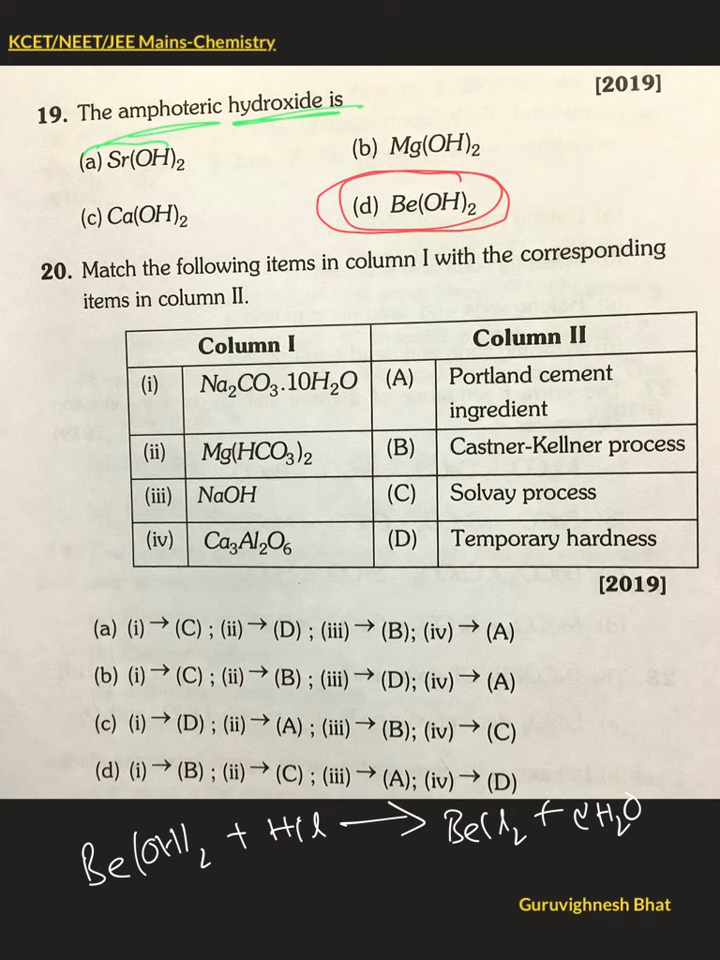 KCET/NEET/JEE Mains-Chemistry
[2019]
19. The amphoteric hydroxide is
(a) Sr(OH)₂ (b) Mg(OH)₂
(c) Ca(OH)₂ (d) Be(OH)₂
20. Match the following items in column I with the corresponding
items in column II.
Column I Column II
(i) Na₂CO₃.10H₂O (A) Portland cement
ingredient
(ii) Mg(HCO₃)₂ (B) Castner-Kellner process
(iii) NaOH (C) Solvay process
(iv) Ca₃Al₂O₆ (D) Temporary hardness
[2019]
(a) (i) → (C) ; (ii) → (D) ; (iii) → (B); (iv) → (A)
(b) (i) → (C) ; (ii) → (B) ; (iii) → (D); (iv) → (A)
(c) (i) → (D) ; (ii) → (A) ; (iii) → (B); (iv) → (C)
(d) (i) → (B) ; (ii) → (C) ; (iii) → (A); (iv) → (D)
Be(OH)₂ + HCl → BeCl₂ + 2H₂O
Guruvighnesh Bhat